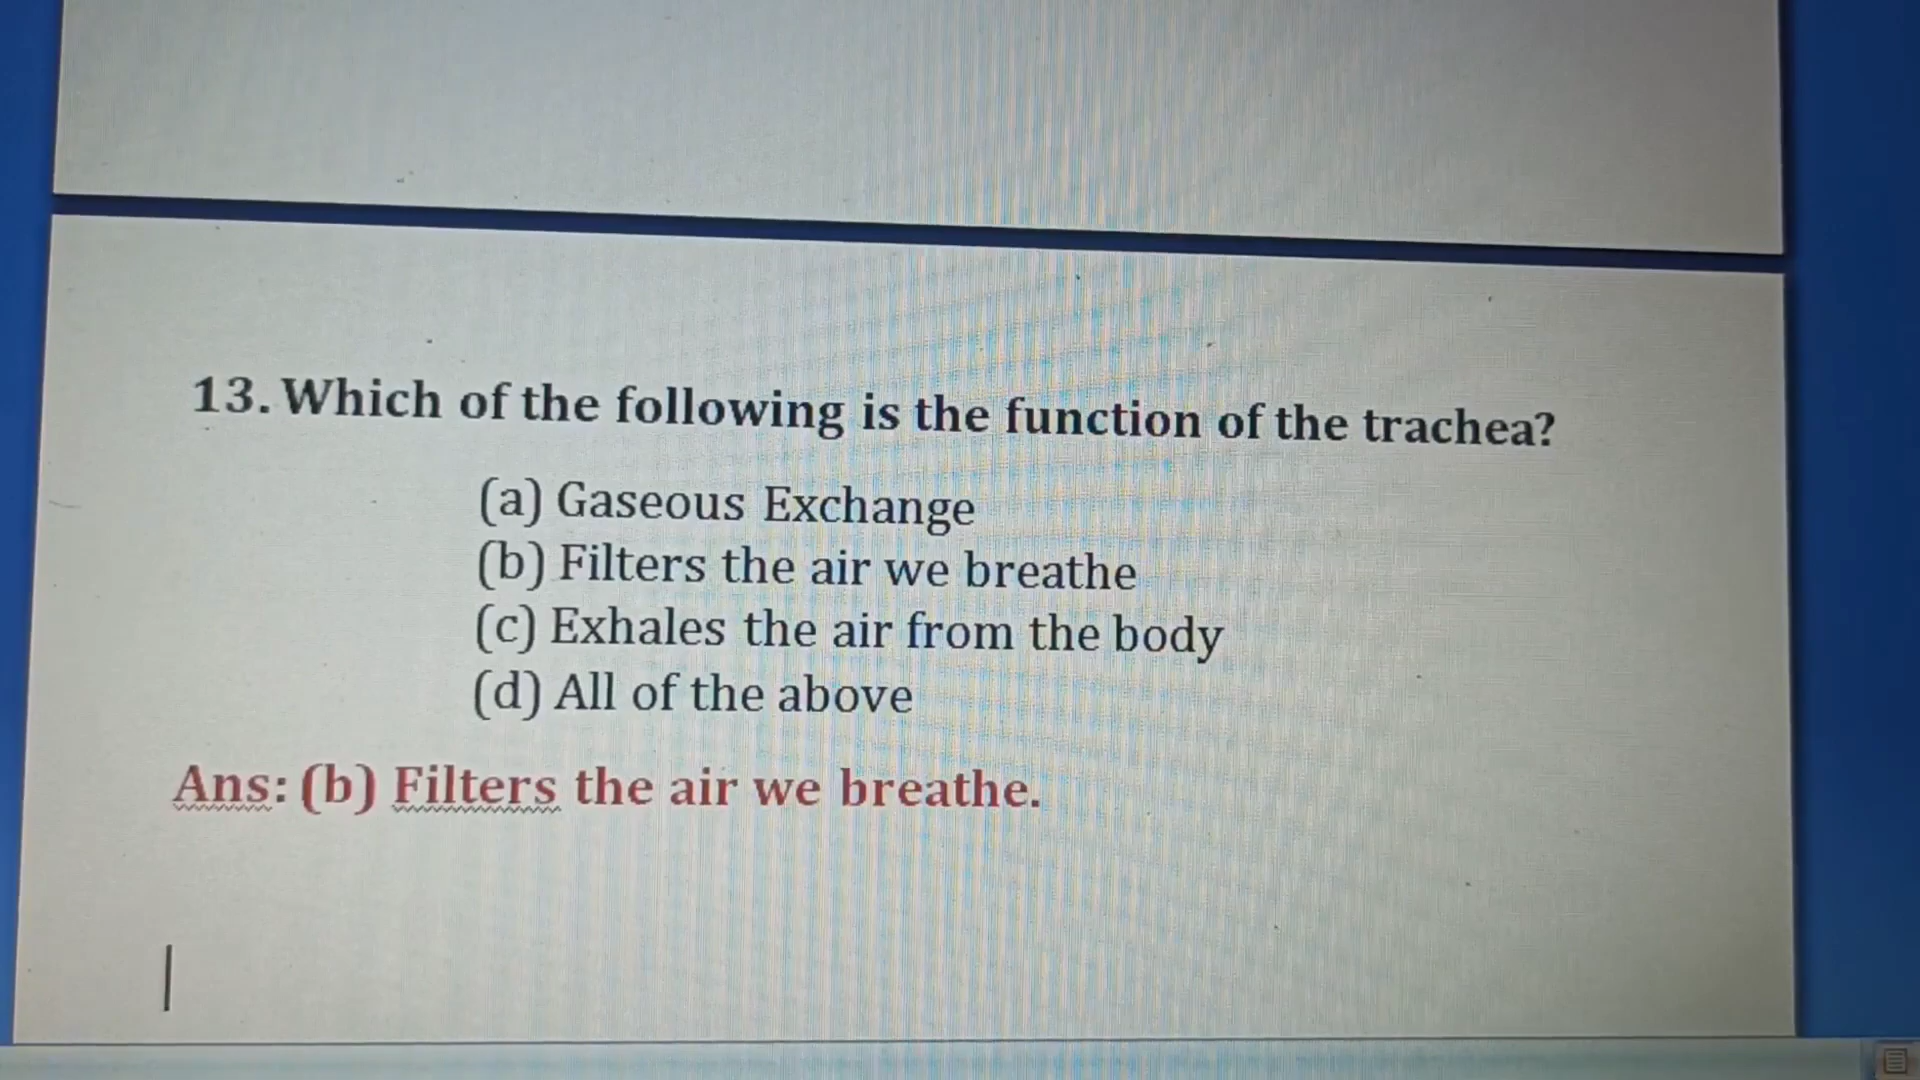 13. Which of the following is the function of the trachea?
(a) Gaseous Exchange
(b) Filters the air we breathe
(c) Exhales the air from the body
(d) All of the above
Ans: (b) Filters the air we breathe.